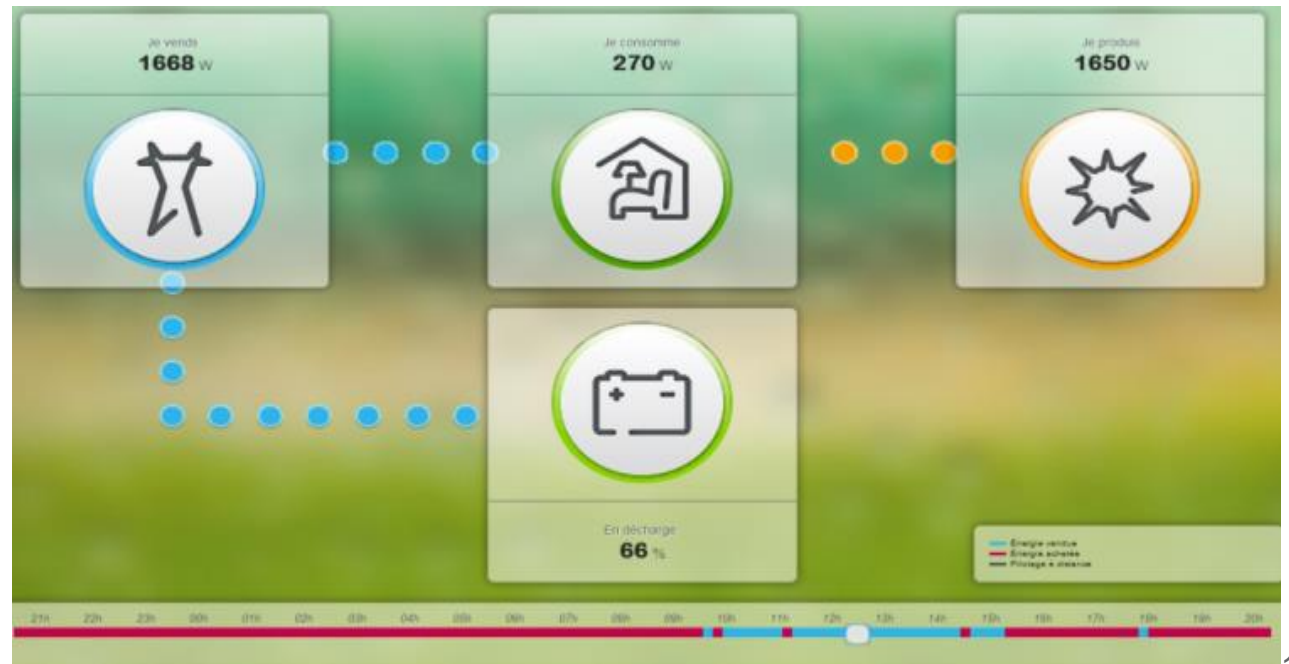 Je vends
1668 W
Je consomme
270 W
Je produis
1650 W
En décharge
66 %
Énergie vendue
Énergie achetée
Pilotage à distance
21h 22h 23h 00h 01h 02h 03h 04h 05h 06h 07h 08h 09h 10h 11h 12h 13h 14h 15h 16h 17h 18h 19h 20h